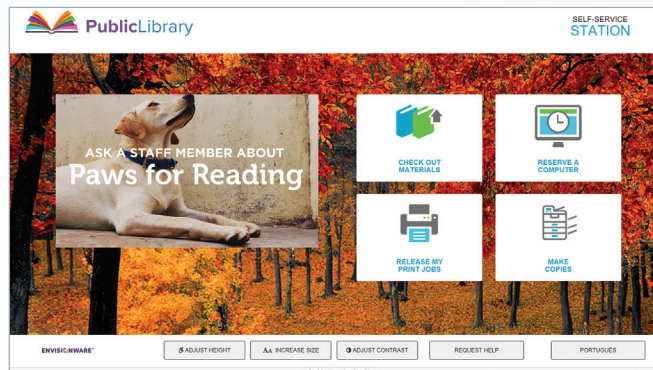 PublicLibrary
SELF-SERVICE
STATION
ASK A STAFF MEMBER ABOUT
Paws for Reading
CHECK OUT
MATERIALS
RESERVE A
COMPUTER
RELEASE MY
PRINT JOBS
MAKE
COPIES
ENVISIONWARE®
ADJUST HEIGHT
AA INCREASE SIZE
ADJUST CONTRAST
REQUEST HELP
PORTUGUÊS